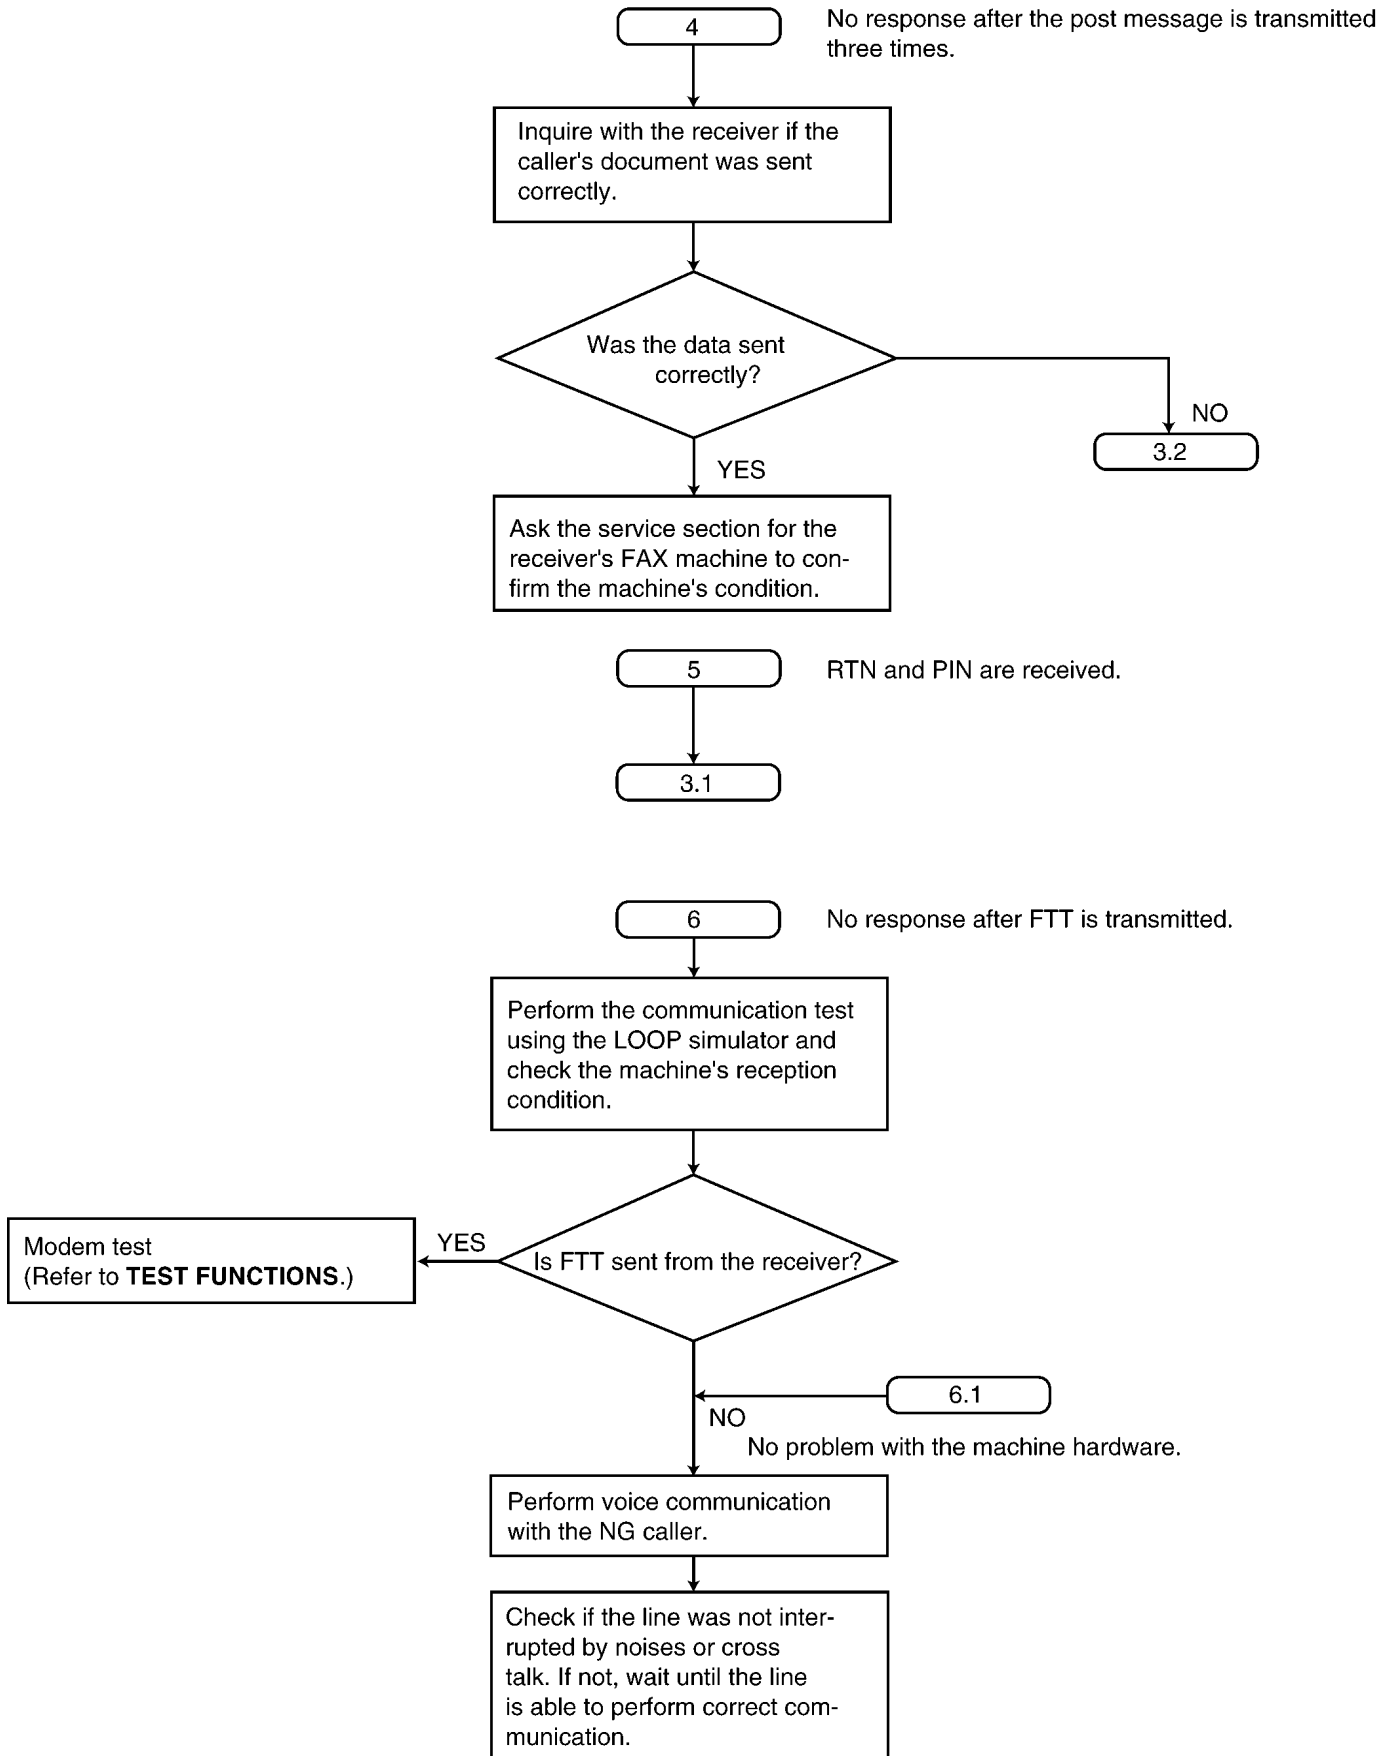 4
No response after the post message is transmitted
three times.
Inquire with the receiver if the
caller's document was sent
correctly.
Was the data sent
correctly?
NO
3.2
YES
Ask the service section for the
receiver's FAX machine to con-
firm the machine's condition.
5
RTN and PIN are received.
3.1
6
No response after FTT is transmitted.
Perform the communication test
using the LOOP simulator and
check the machine's reception
condition.
Is FTT sent from the receiver?
YES
Modem test
(Refer to TEST FUNCTIONS.)
6.1
NO
No problem with the machine hardware.
Perform voice communication
with the NG caller.
Check if the line was not inter-
rupted by noises or cross
talk. If not, wait until the line
is able to perform correct com-
munication.